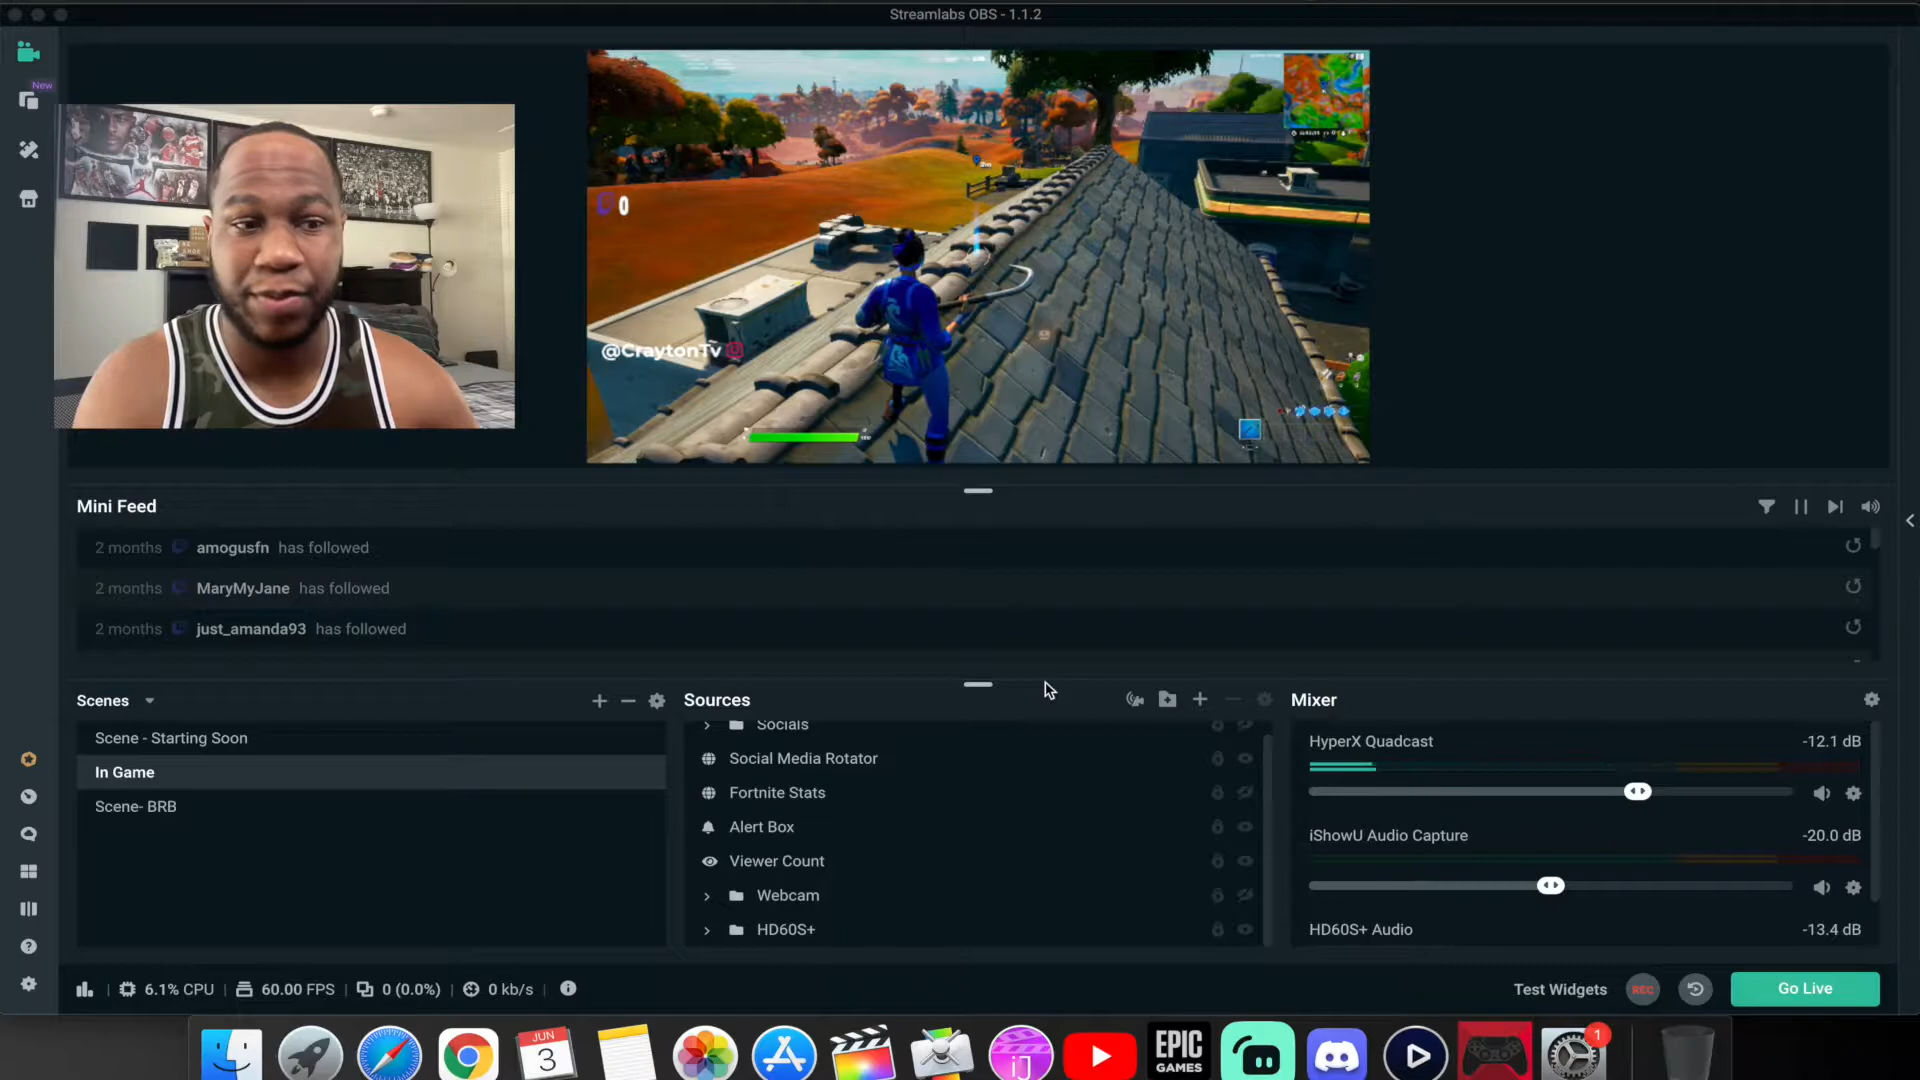 Streamlabs OBS - 1.1.2
New
0
@CraytonTv
Mini Feed
2 months amogusfn has followed
2 months MaryMyJane has followed
2 months just_amanda93 has followed
Scenes
Scene - Starting Soon
In Game
Scene- BRB
Sources
Socials
Social Media Rotator
Fortnite Stats
Alert Box
Viewer Count
Webcam
HD60S+
Mixer
HyperX Quadcast -12.1 dB
iShowU Audio Capture -20.0 dB
HD60S+ Audio -13.4 dB
6.1% CPU
60.00 FPS
0 (0.0%)
0 kb/s
Test Widgets
REC
Go Live
JUN
3
EPIC
GAMES
1